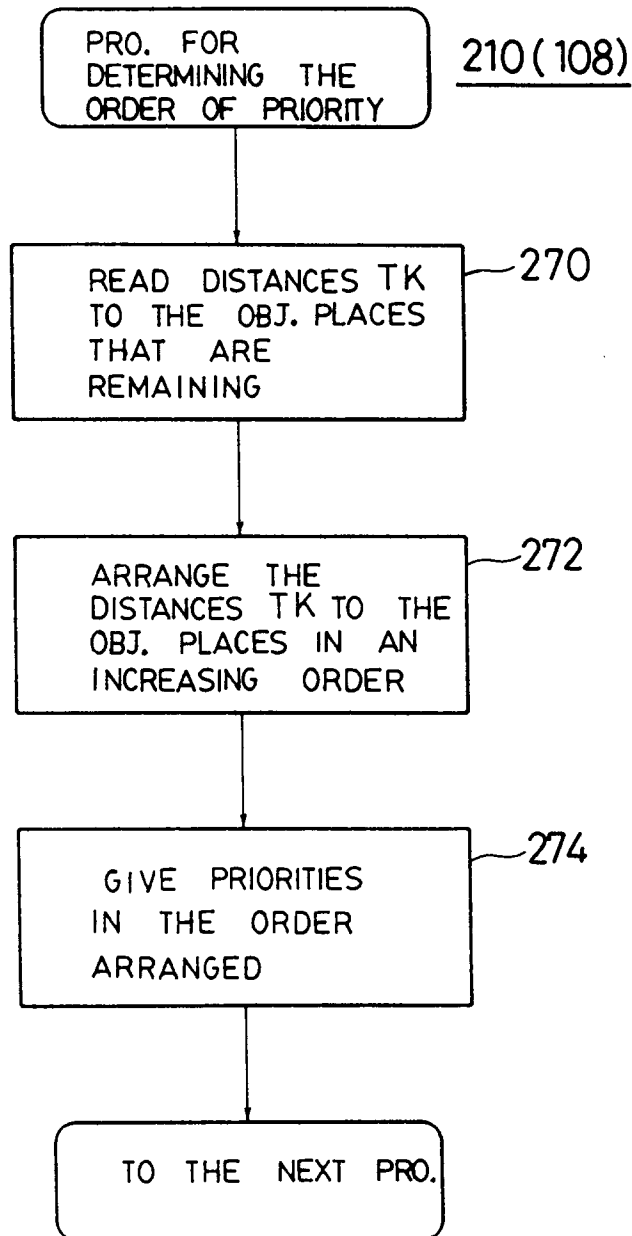 PRO. FOR
DETERMINING THE
ORDER OF PRIORITY
210(108)
READ DISTANCES TK
TO THE OBJ. PLACES
THAT ARE
REMAINING
270
ARRANGE THE
DISTANCES TK TO THE
OBJ. PLACES IN AN
INCREASING ORDER
272
GIVE PRIORITIES
IN THE ORDER
ARRANGED
274
TO THE NEXT PRO.